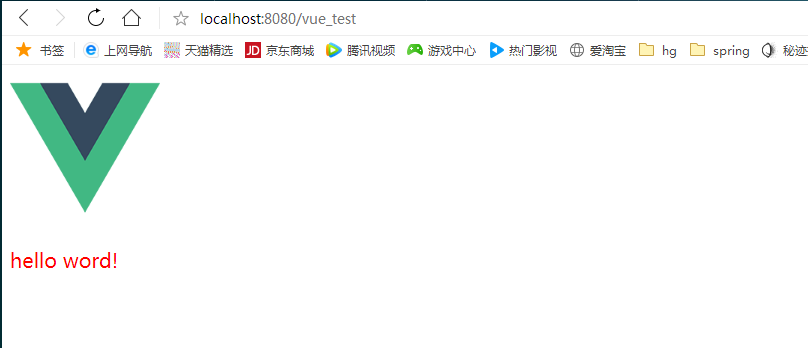 localhost:8080/vue_test
书签 上网导航 天猫精选 JD 京东商城 腾讯视频 游戏中心 热门影视 爱淘宝 hg spring 秘迹
hello word!